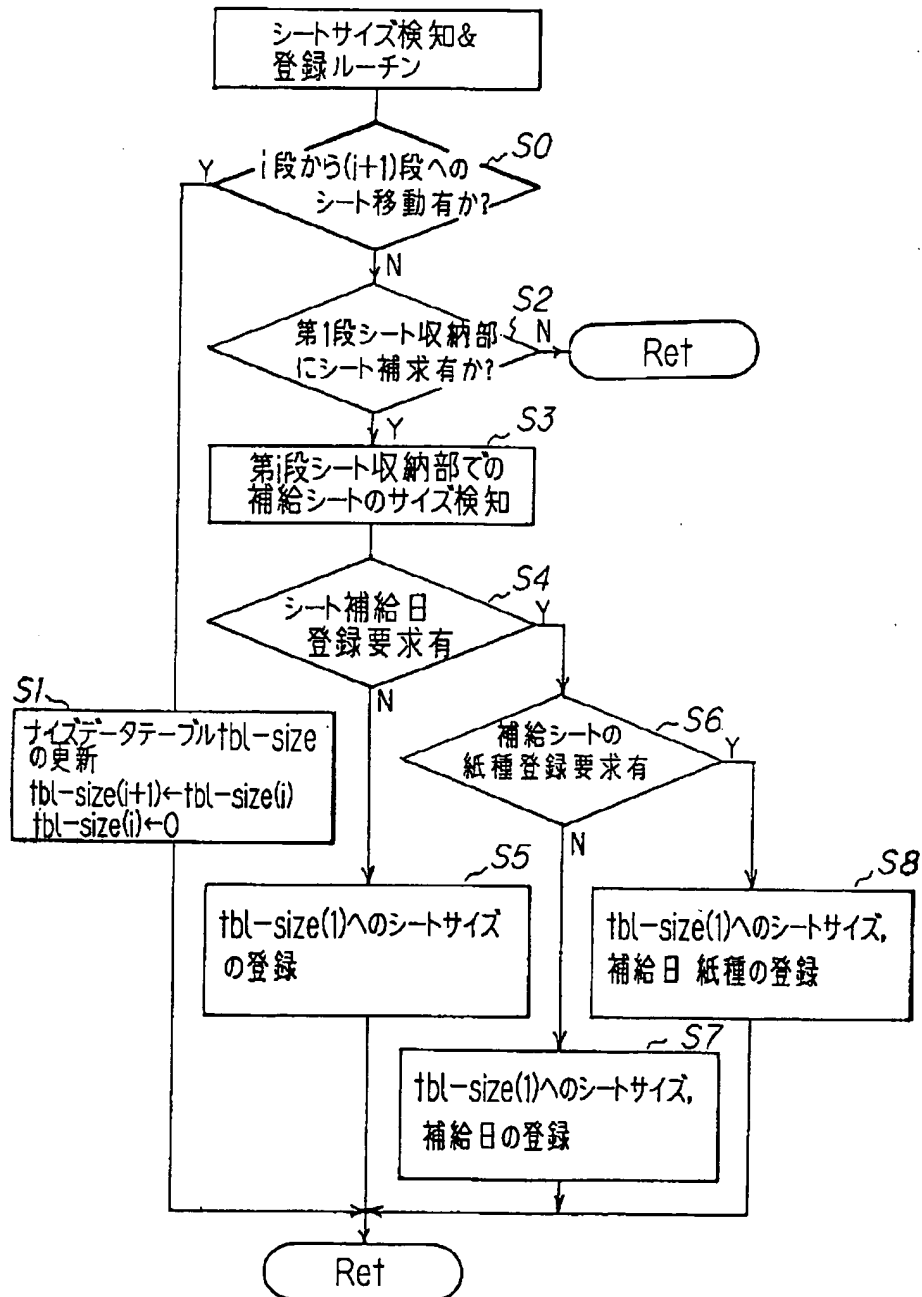 シートサイズ検知&
登録ルーチン
S0
Y
i段から(i+1)段への
シート移動有か?
N
S2
第1段シート収納部
にシート補求有か?
N
Ret
Y
S3
第i段シート収納部での
補給シートのサイズ検知
S4
シート補給日
登録要求有
Y
N
S1
サイズデータテーブルtbl-size
の更新
tbl-size(i+1)←tbl-size(i)
tbl-size(i)←0
S6
補給シートの
紙種登録要求有
Y
N
S5
tbl-size(1)へのシートサイズ
の登録
S8
tbl-size(1)へのシートサイズ,
補給日 紙種の登録
S7
tbl-size(1)へのシートサイズ,
補給日の登録
Ret